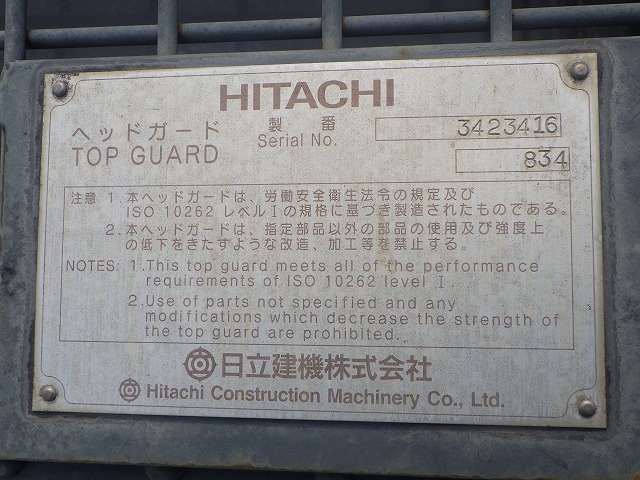 HITACHI
ヘッドガード 製番 3423416
TOP GUARD Serial No.
834
注意 1.本ヘッドガードは、労働安全衛生法令の規定及び
ISO 10262 レベルⅠの規格に基づき製造されたものである。
2.本ヘッドガードは、指定部品以外の部品の使用及び強度上
の低下をきたすような改造、加工等を禁止する。
NOTES: 1.This top guard meets all of the performance
requirements of ISO 10262 level Ⅰ.
2.Use of parts not specified and any
modifications which decrease the strength of
the top guard are prohibited.
日立建機株式会社
Hitachi Construction Machinery Co., Ltd.